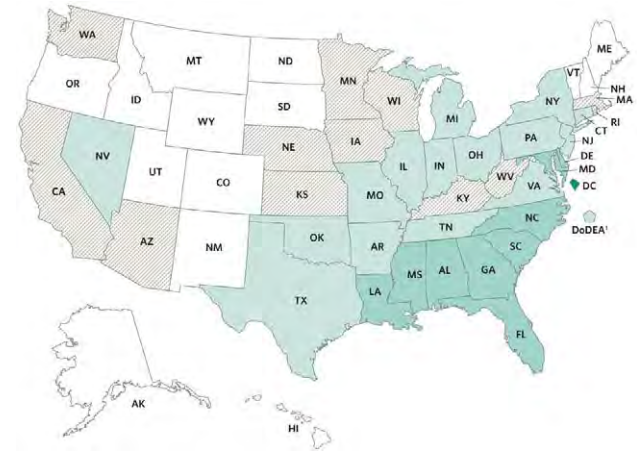 WA
MT
ND
MN
ME
VT
OR
ID
SD
WI
NH
MA
WY
MI
NY
RI
CT
NV
NE
IA
PA
NJ
IL
IN
OH
DE
MD
UT
CO
WV
VA
DC
CA
KS
MO
KY
NC
DoDEA¹
AZ
NM
OK
AR
TN
SC
MS
AL
GA
LA
TX
FL
AK
HI